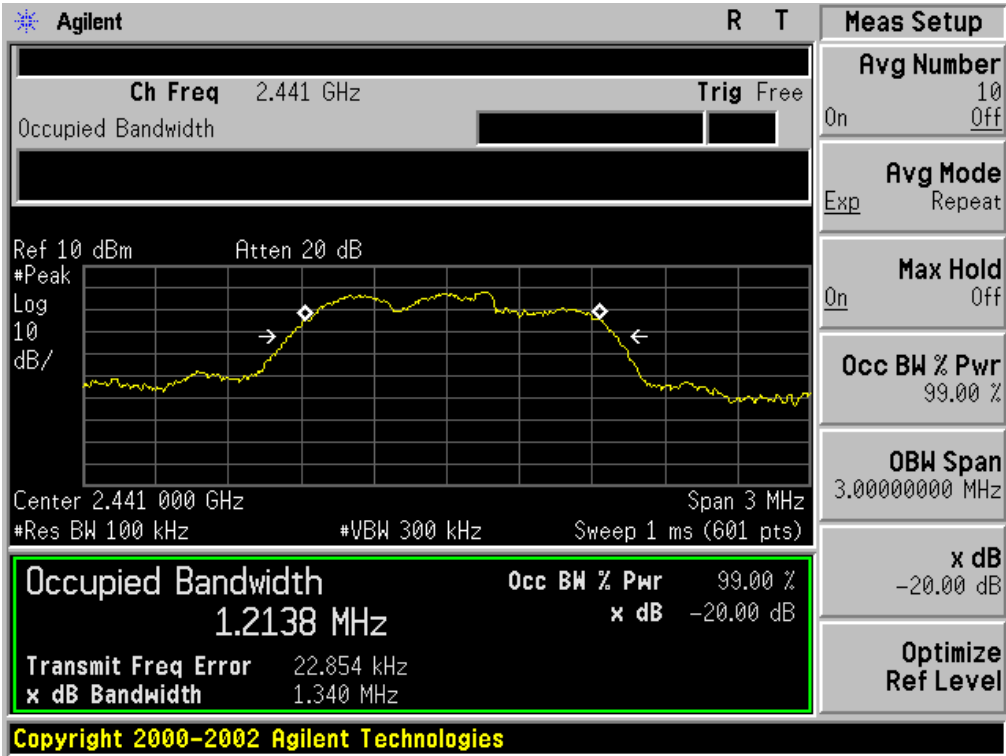 Agilent R T
Ch Freq 2.441 GHz Trig Free
Occupied Bandwidth
Ref 10 dBm Atten 20 dB
#Peak
Log
10
dB/
Center 2.441 000 GHz Span 3 MHz
#Res BW 100 kHz #VBW 300 kHz Sweep 1 ms (601 pts)
Occupied Bandwidth Occ BW % Pwr 99.00 %
1.2138 MHz x dB -20.00 dB
Transmit Freq Error 22.854 kHz
x dB Bandwidth 1.340 MHz
Copyright 2000-2002 Agilent Technologies
Meas Setup
Avg Number
10
On Off
Avg Mode
Exp Repeat
Max Hold
On Off
Occ BW % Pwr
99.00 %
OBW Span
3.00000000 MHz
x dB
-20.00 dB
Optimize
Ref Level